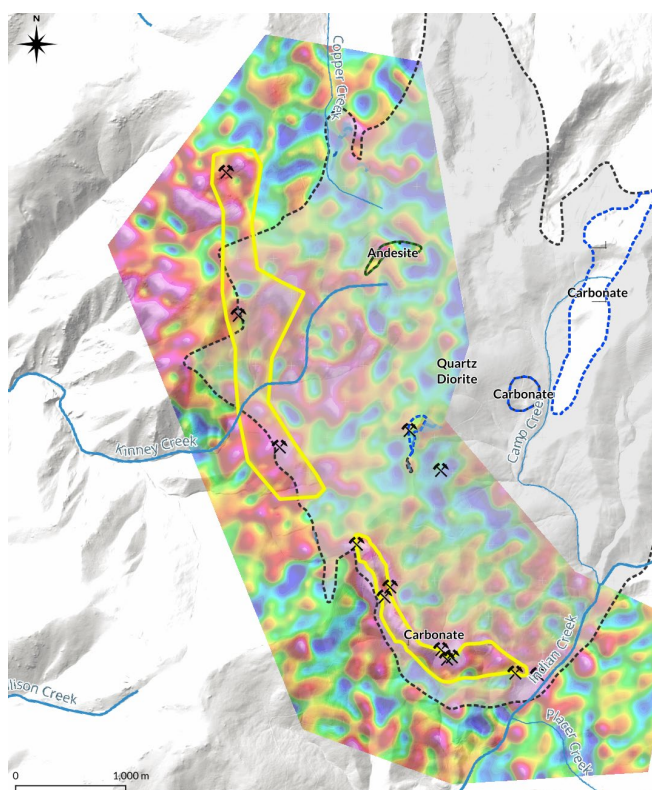 N
Copper Creek
Andesite
Carbonate
Quartz
Diorite
Carbonate
Camp Creek
Kinney Creek
Carbonate
Indian Creek
llison Creek
Placer Creek
0
1,000 m